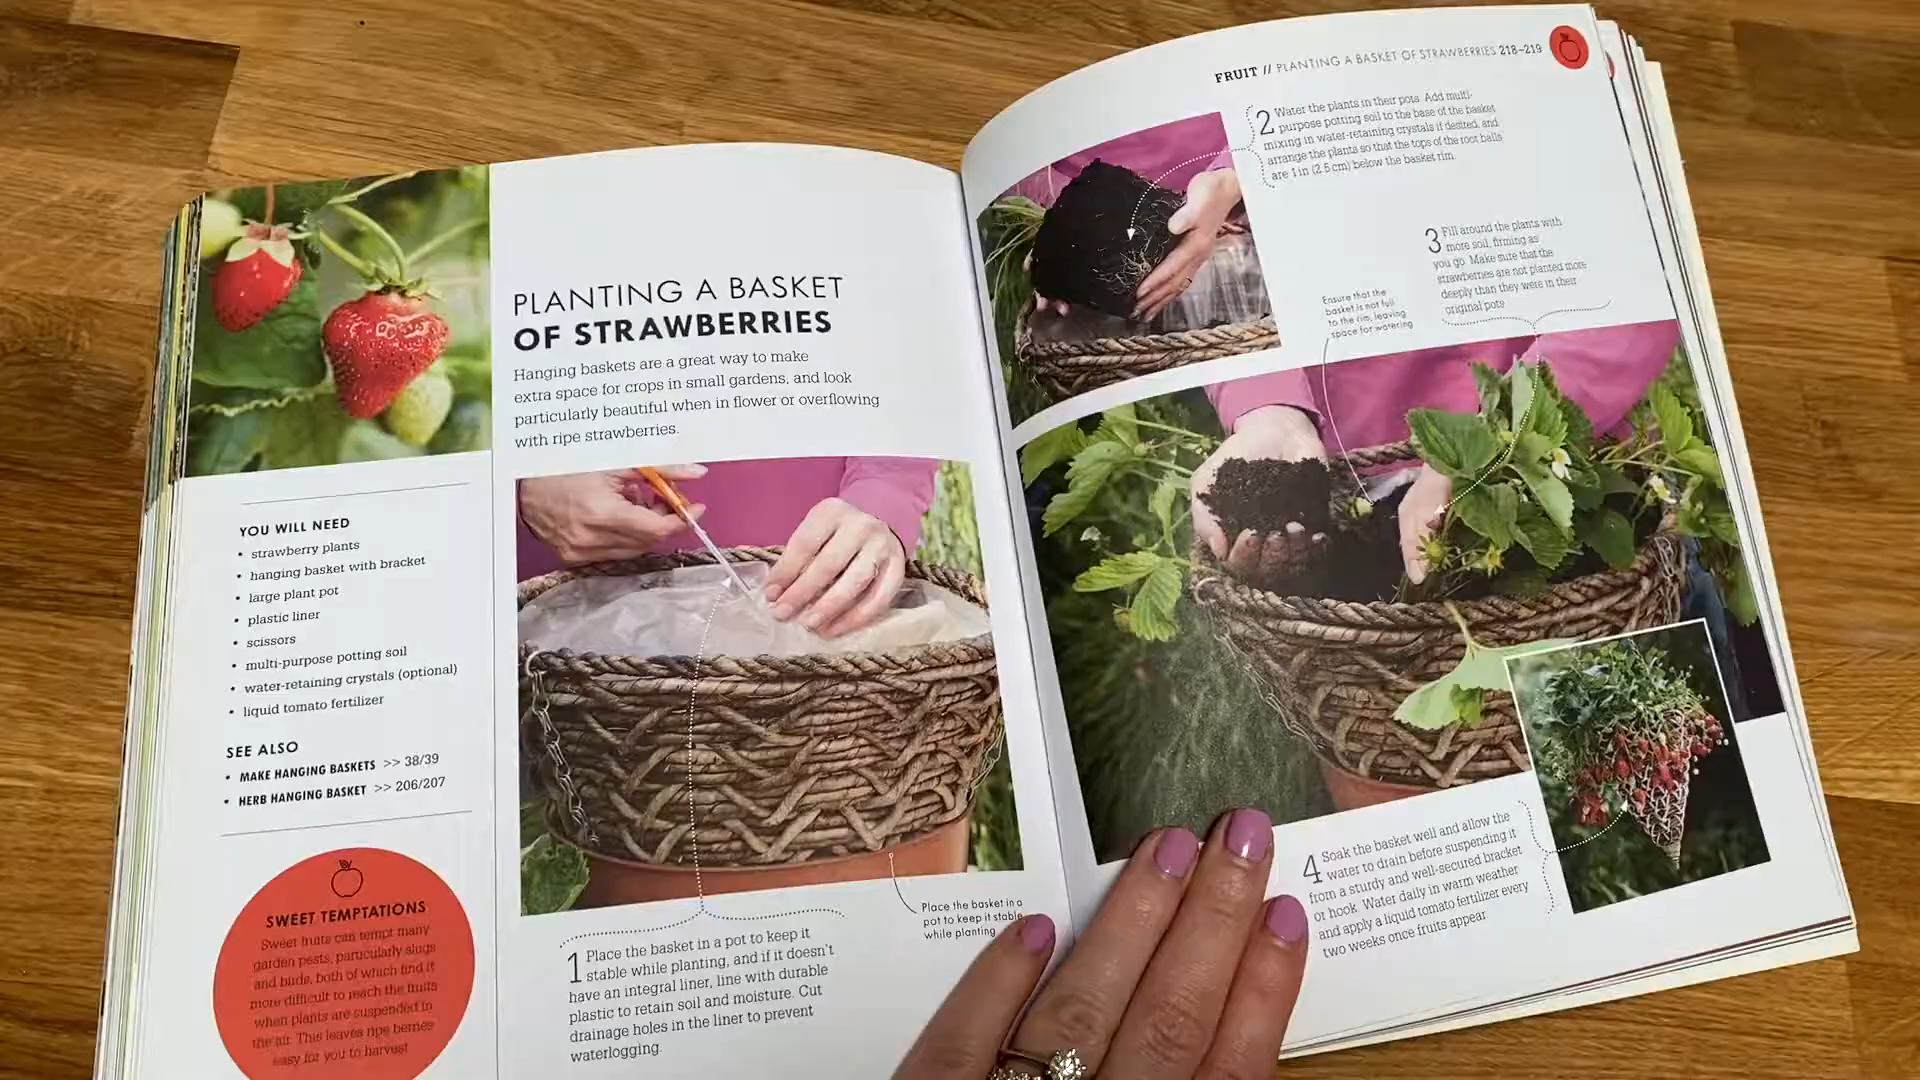 PLANTING A BASKET
OF STRAWBERRIES
Hanging baskets are a great way to make
extra space for crops in small gardens, and look
particularly beautiful when in flower or overflowing
with ripe strawberries.
YOU WILL NEED
• strawberry plants
• hanging basket with bracket
• large plant pot
• plastic liner
• scissors
• multi-purpose potting soil
• water-retaining crystals (optional)
• liquid tomato fertilizer
SEE ALSO
• MAKE HANGING BASKETS >> 38/39
• HERB HANGING BASKET >> 206/207
SWEET TEMPTATIONS
Sweet fruits can tempt many
garden pests, particularly slugs
and birds, both of which find it
more difficult to reach the fruits
when plants are suspended in
the air. This leaves ripe berries
easy for you to harvest
1 Place the basket in a pot to keep it
stable while planting, and if it doesn't
have an integral liner, line with durable
plastic to retain soil and moisture. Cut
drainage holes in the liner to prevent
waterlogging.
Place the basket in a
pot to keep it stable
while planting
FRUIT // PLANTING A BASKET OF STRAWBERRIES 218–219
2 Water the plants in their pots. Add multi-
purpose potting soil to the base of the basket
mixing in water-retaining crystals if desired, and
arrange the plants so that the tops of the root balls
are 1 in (2.5 cm) below the basket rim.
3 Fill around the plants with
more soil, firming as
you go. Make sure that the
strawberries are not planted more
deeply than they were in their
original pots
Ensure that the
basket is not full
to the rim, leaving
space for watering
4 Soak the basket well and allow the
water to drain before suspending it
from a sturdy and well-secured bracket
or hook. Water daily in warm weather
and apply a liquid tomato fertilizer every
two weeks once fruits appear